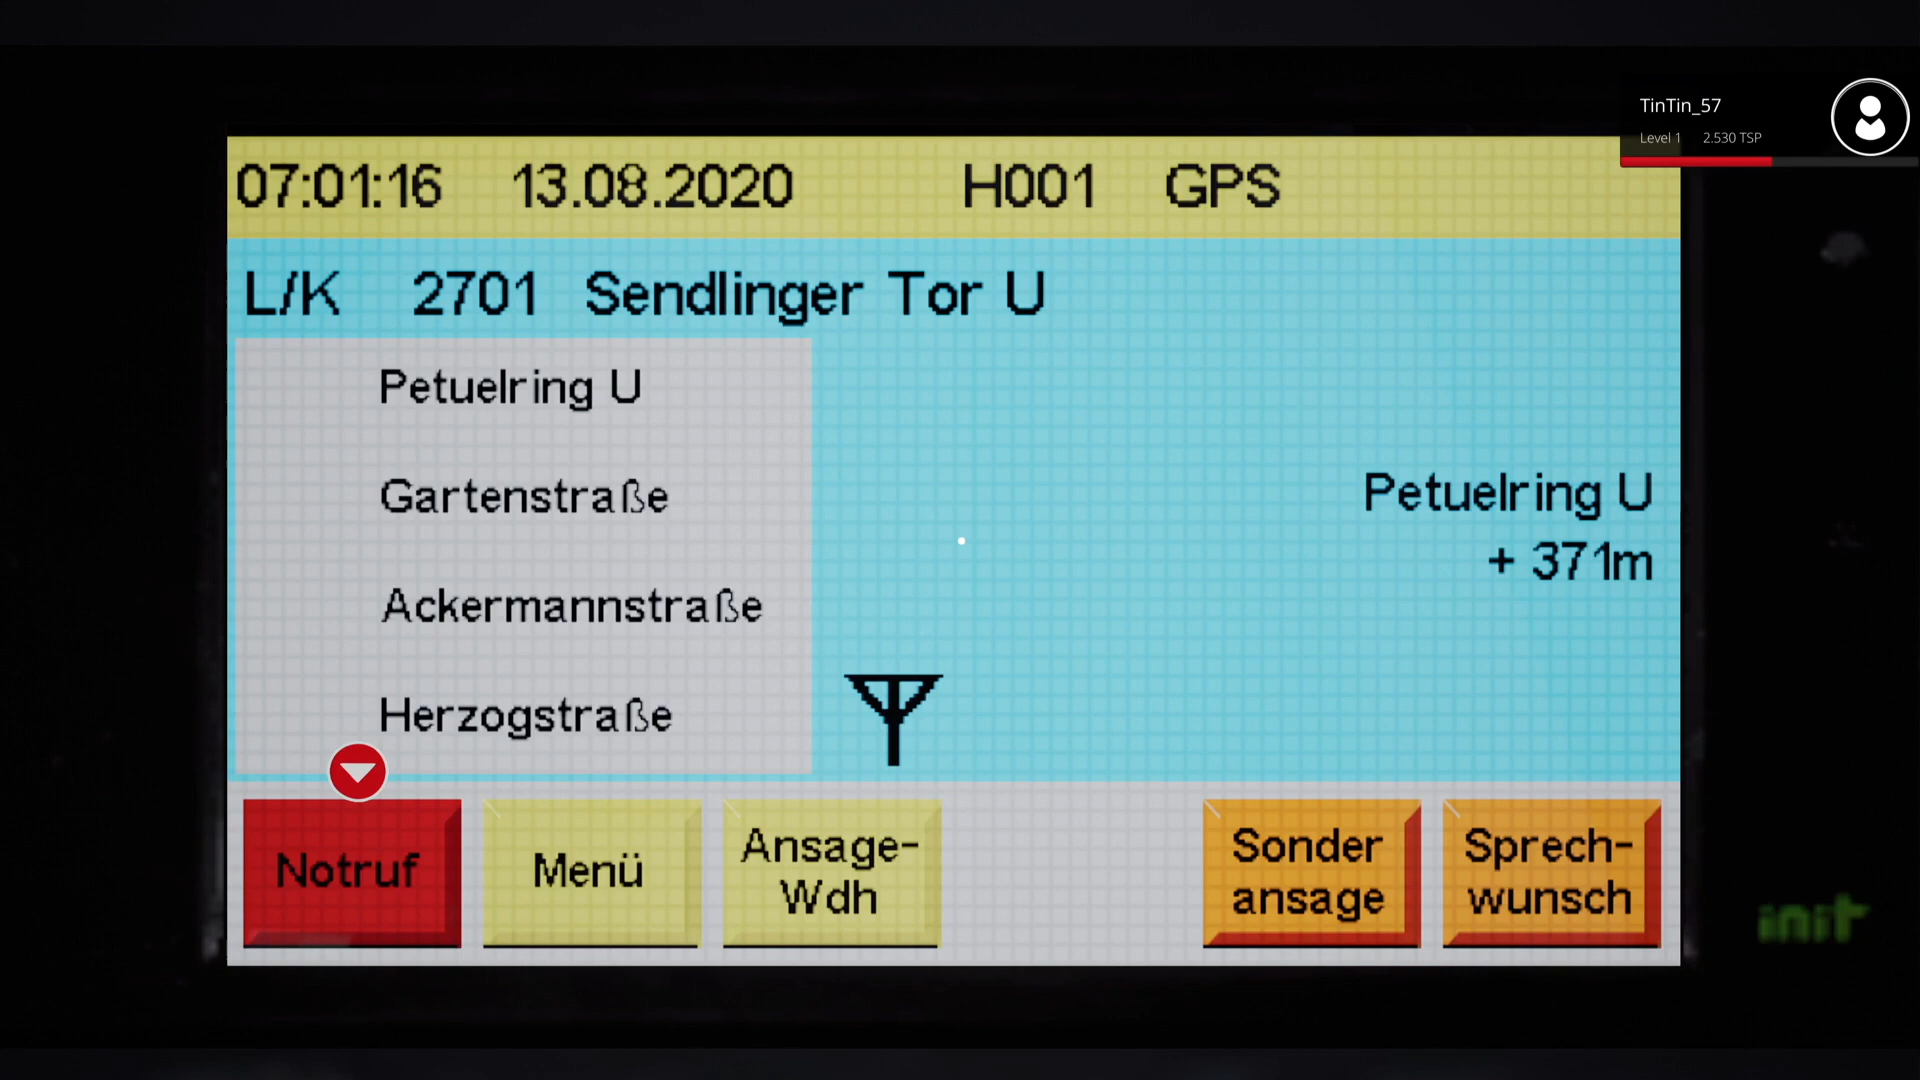 TinTin_57
Level 1 2.530 TSP
07:01:16 13.08.2020 H001 GPS
L/K 2701 Sendlinger Tor U
Petuelring U
Gartenstraße
Ackermannstraße
Herzogstraße
Petuelring U
+ 371m
Notruf
Menü
Ansage-
Wdh
Sonder
ansage
Sprech-
wunsch
init